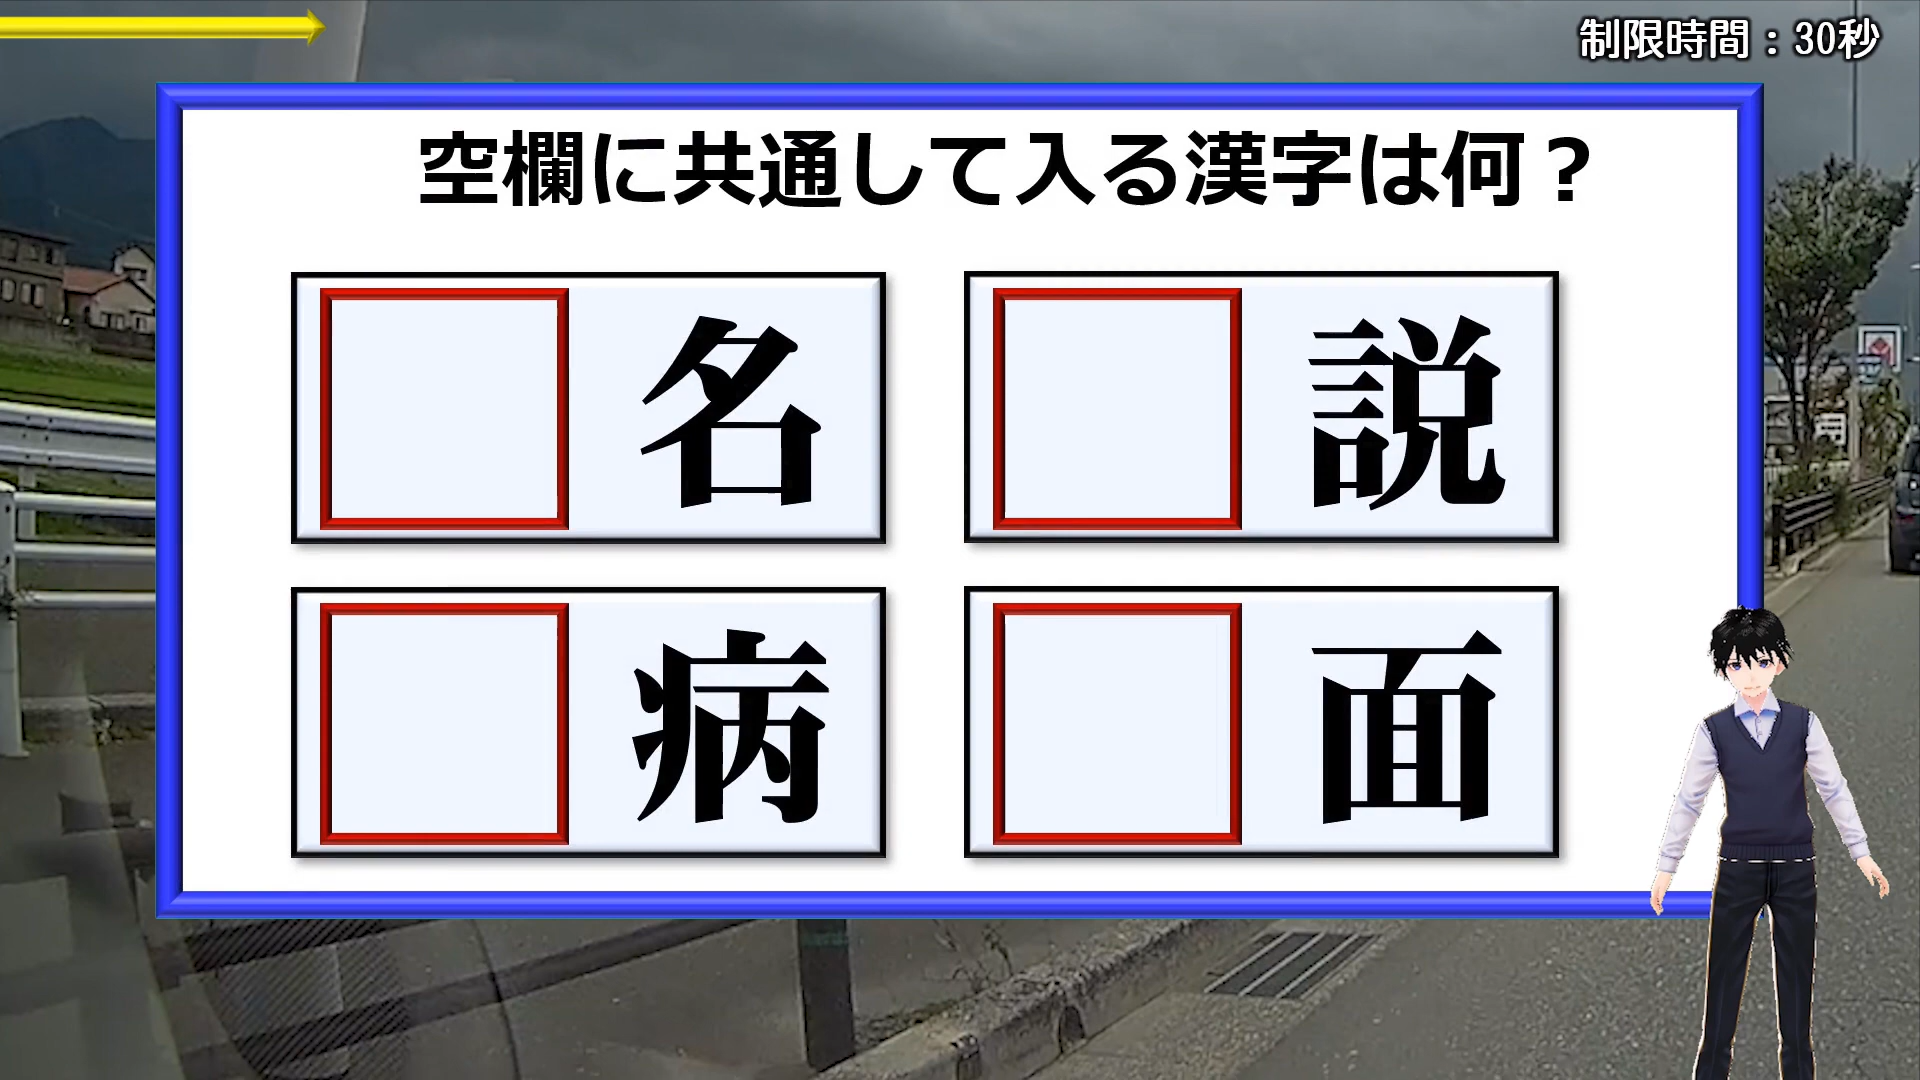 制限時間：30秒
空欄に共通して入る漢字は何？
名
説
病
面